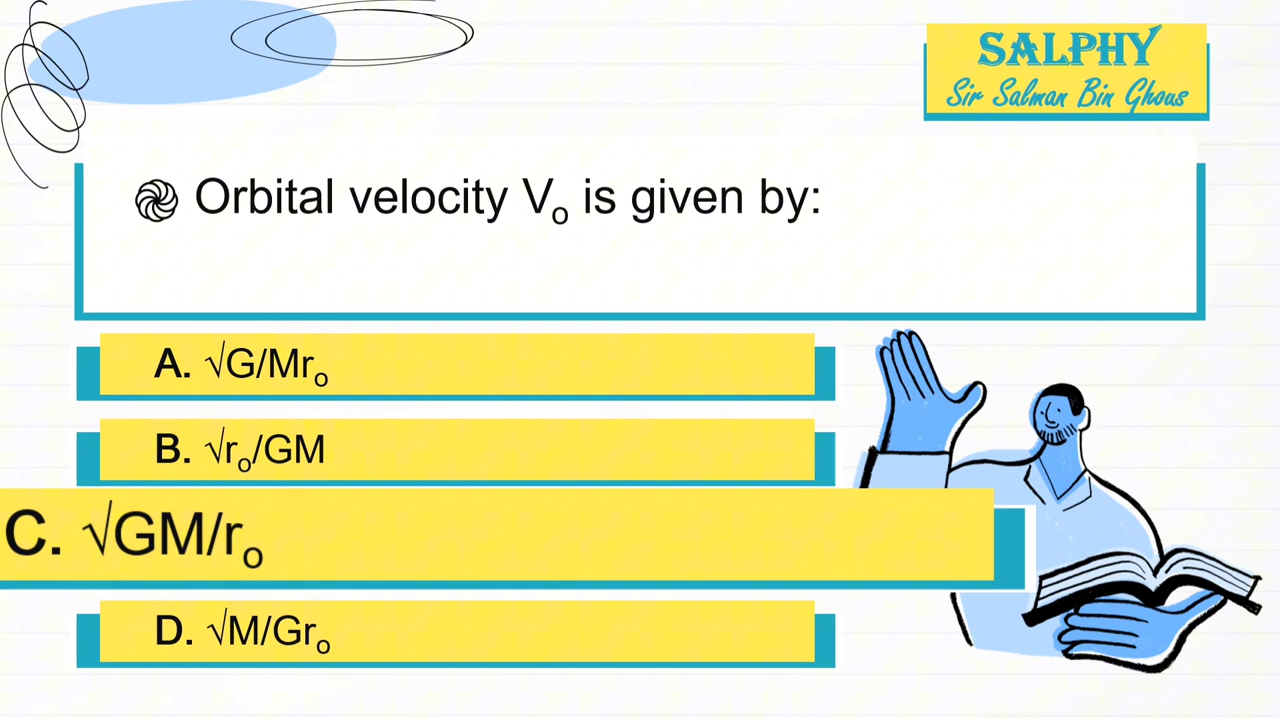 SALPHY
Sir Salman Bin Ghous
Orbital velocity Vₒ is given by:
A. √G/Mrₒ
B. √rₒ/GM
C. √GM/rₒ
D. √M/Grₒ